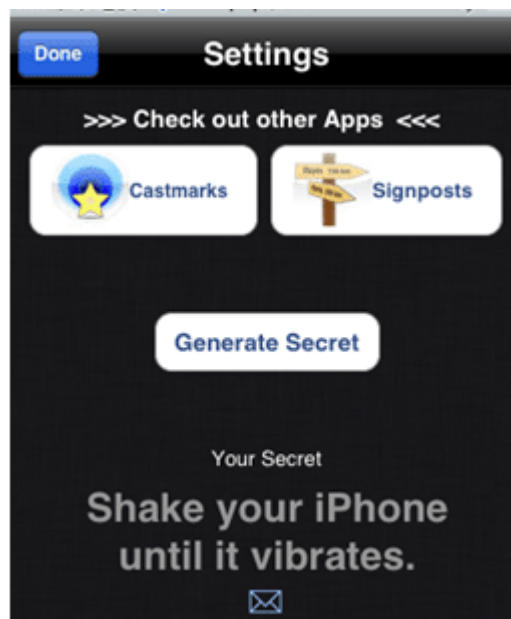 Done
Settings
>>> Check out other Apps <<<
Castmarks
Signposts
Generate Secret
Your Secret
Shake your iPhone
until it vibrates.